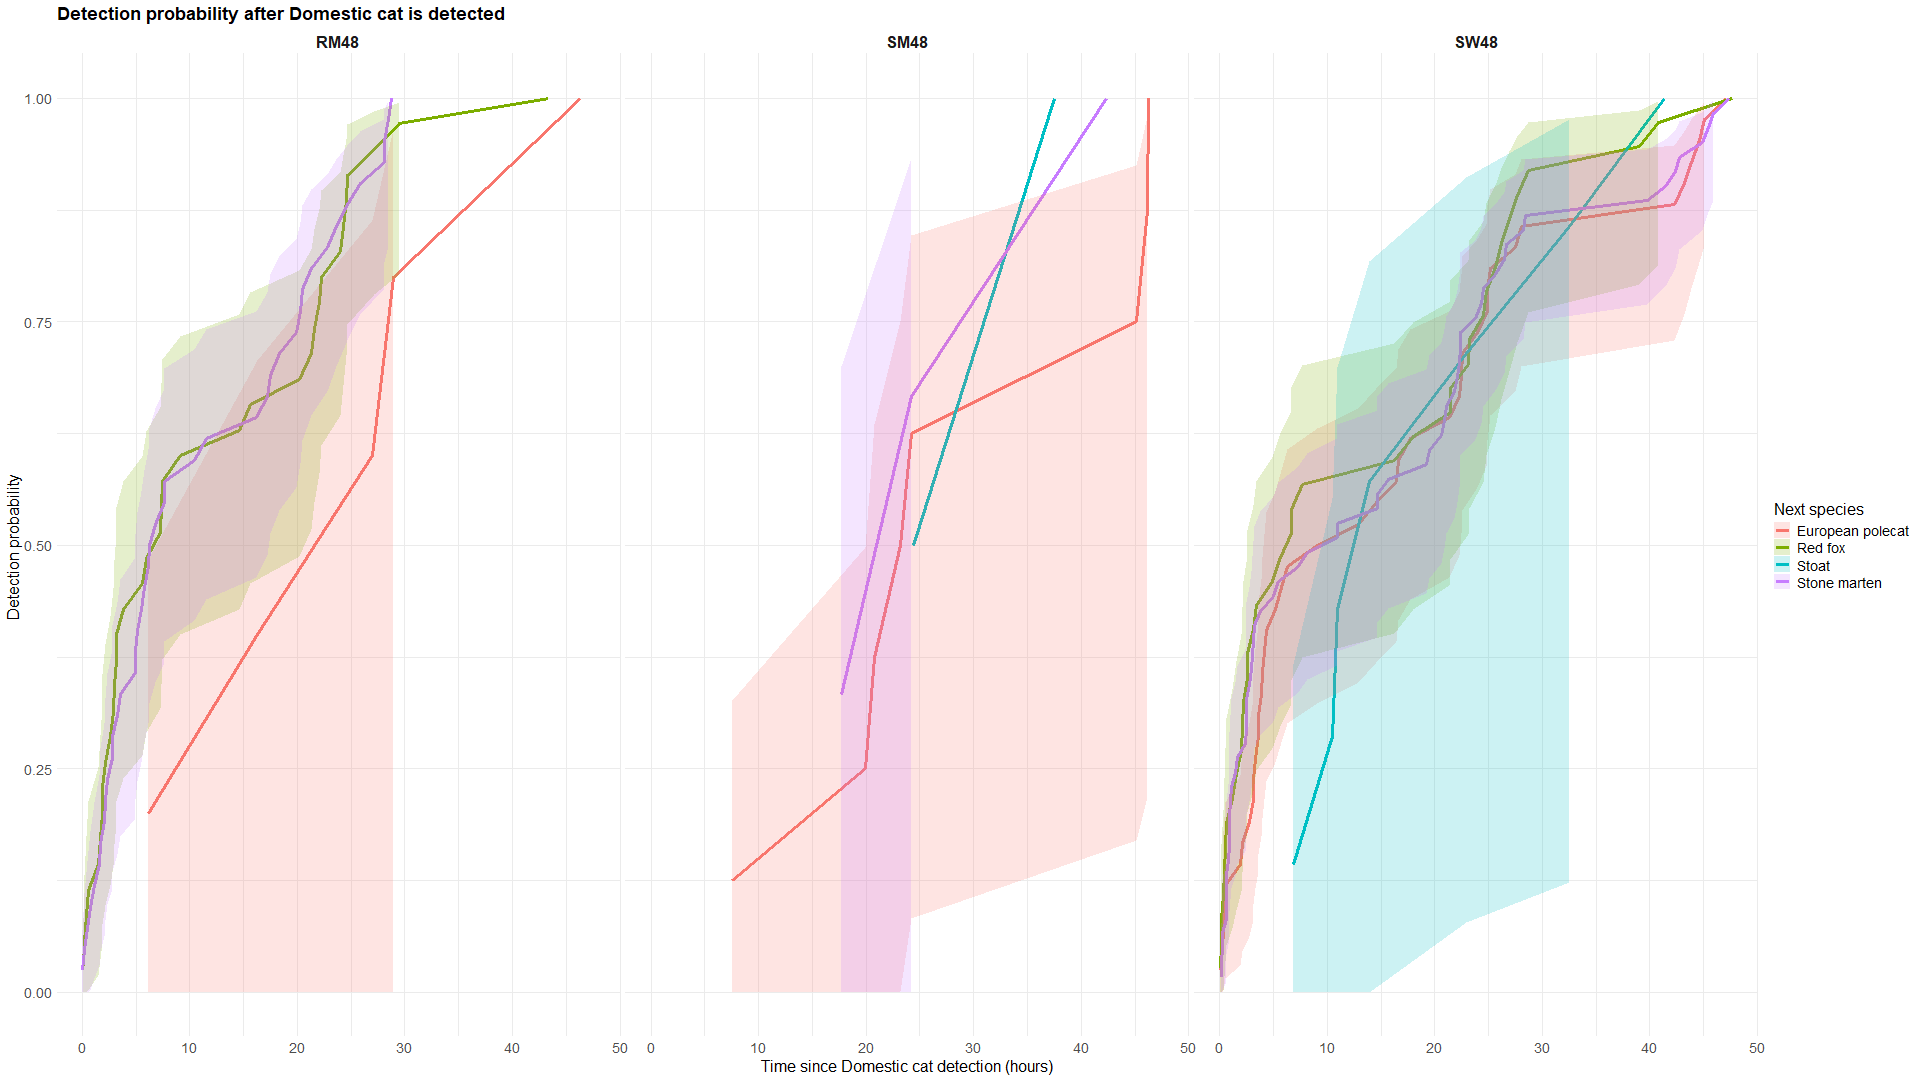 Detection probability after Domestic cat is detected
RM48
SM48
SW48
1.00
0.75
0.50
0.25
0.00
Detection probability
0 10 20 30 40 50
0 10 20 30 40 50
0 10 20 30 40 50
Time since Domestic cat detection (hours)
Next species
European polecat
Red fox
Stoat
Stone marten